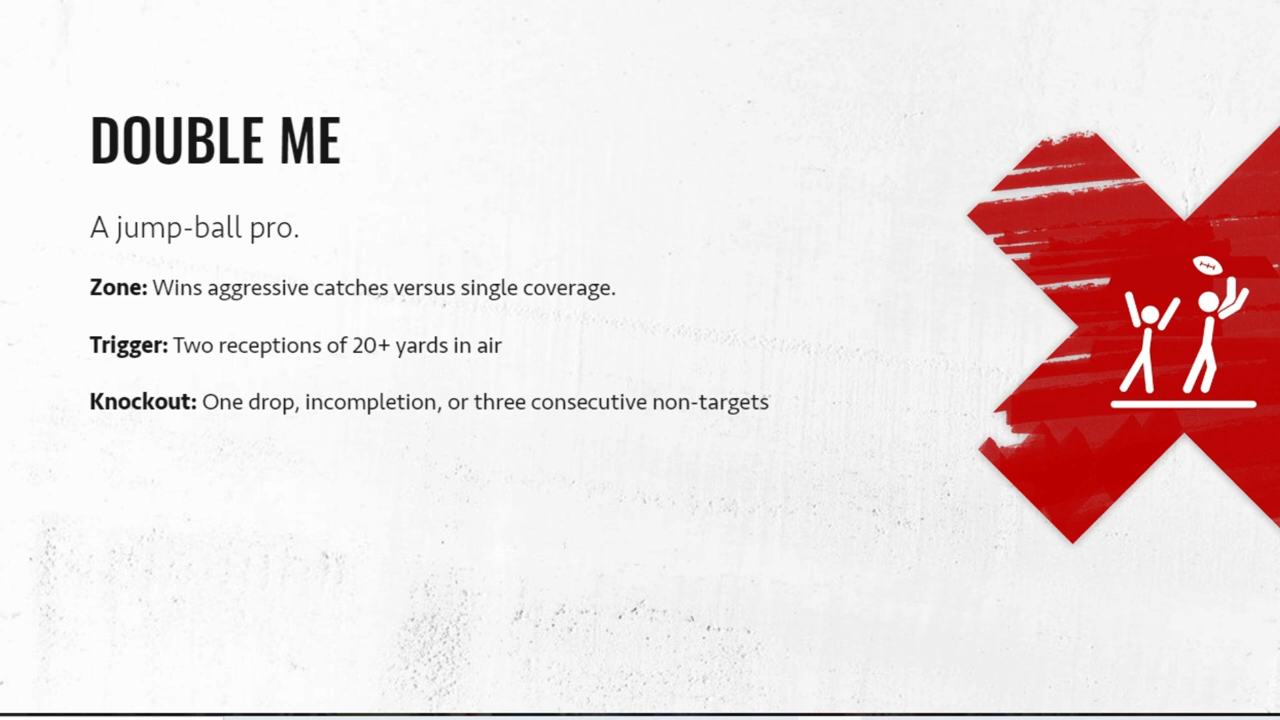 DOUBLE ME
A jump-ball pro.
Zone: Wins aggressive catches versus single coverage.
Trigger: Two receptions of 20+ yards in air
Knockout: One drop, incompletion, or three consecutive non-targets